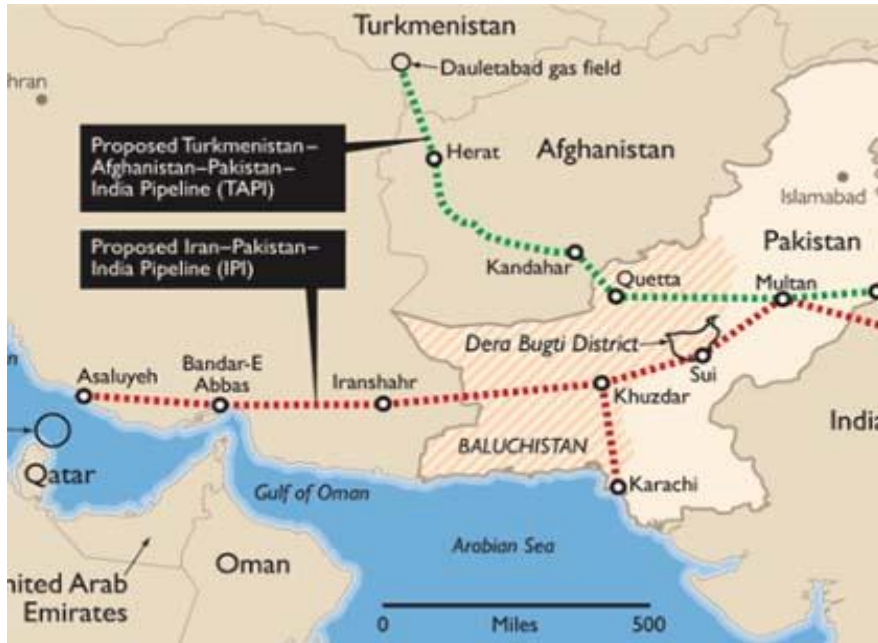 Turkmenistan
Dauletabad gas field
hran
Proposed Turkmenistan–
Afghanistan–Pakistan–
India Pipeline (TAPI)
Herat
Afghanistan
Islamabad
Proposed Iran–Pakistan–
India Pipeline (IPI)
Kandahar
Pakistan
Quetta
Multan
Dera Bugti District
Bandar-E
Abbas
Asaluyeh
Iranshahr
Sui
Khuzdar
India
BALUCHISTAN
Qatar
Gulf of Oman
Karachi
Arabian Sea
Oman
nited Arab
Emirates
0 Miles 500